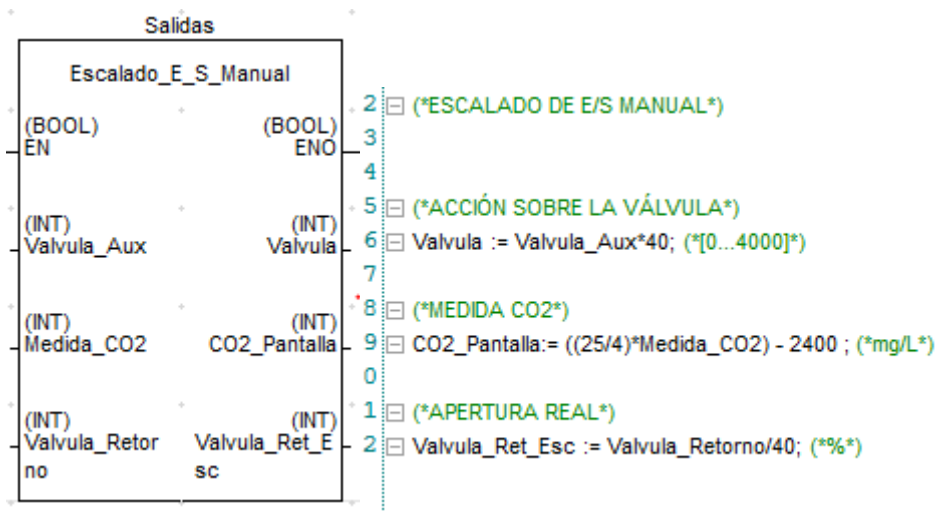 Salidas
Escalado_E_S_Manual
(BOOL) (BOOL)
EN ENO
(INT) (INT)
Valvula_Aux Valvula
(INT) (INT)
Medida_CO2 CO2_Pantalla
(INT) (INT)
Valvula_Retor Valvula_Ret_E
no sc
2 (*ESCALADO DE E/S MANUAL*)
3
4
5 (*ACCIÓN SOBRE LA VÁLVULA*)
6 Valvula := Valvula_Aux*40; (*[0...4000]*)
7
8 (*MEDIDA CO2*)
9 CO2_Pantalla:= ((25/4)*Medida_CO2) - 2400 ; (*mg/L*)
0
1 (*APERTURA REAL*)
2 Valvula_Ret_Esc := Valvula_Retorno/40; (*%*)